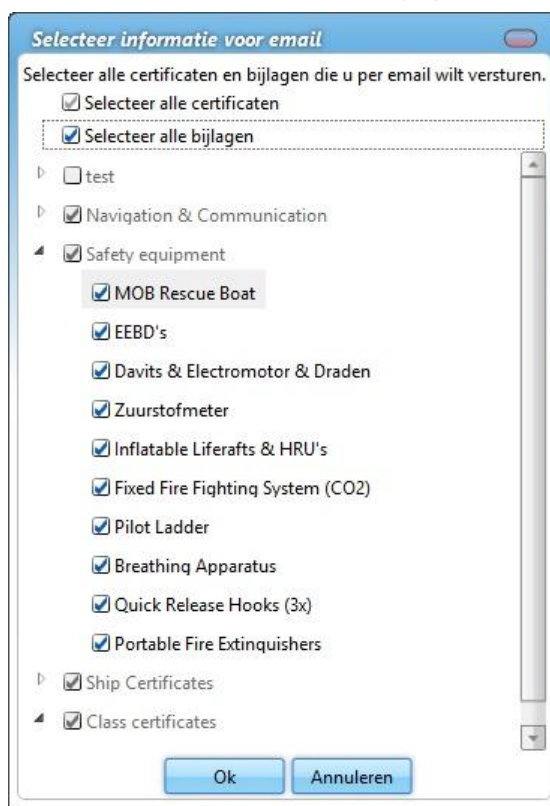 Selecteer informatie voor email
Selecteer alle certificaten en bijlagen die u per email wilt versturen.
Selecteer alle certificaten
Selecteer alle bijlagen
test
Navigation & Communication
Safety equipment
MOB Rescue Boat
EEBD's
Davits & Electromotor & Draden
Zuurstofmeter
Inflatable Liferafts & HRU's
Fixed Fire Fighting System (CO2)
Pilot Ladder
Breathing Apparatus
Quick Release Hooks (3x)
Portable Fire Extinguishers
Ship Certificates
Class certificates
Ok Annuleren